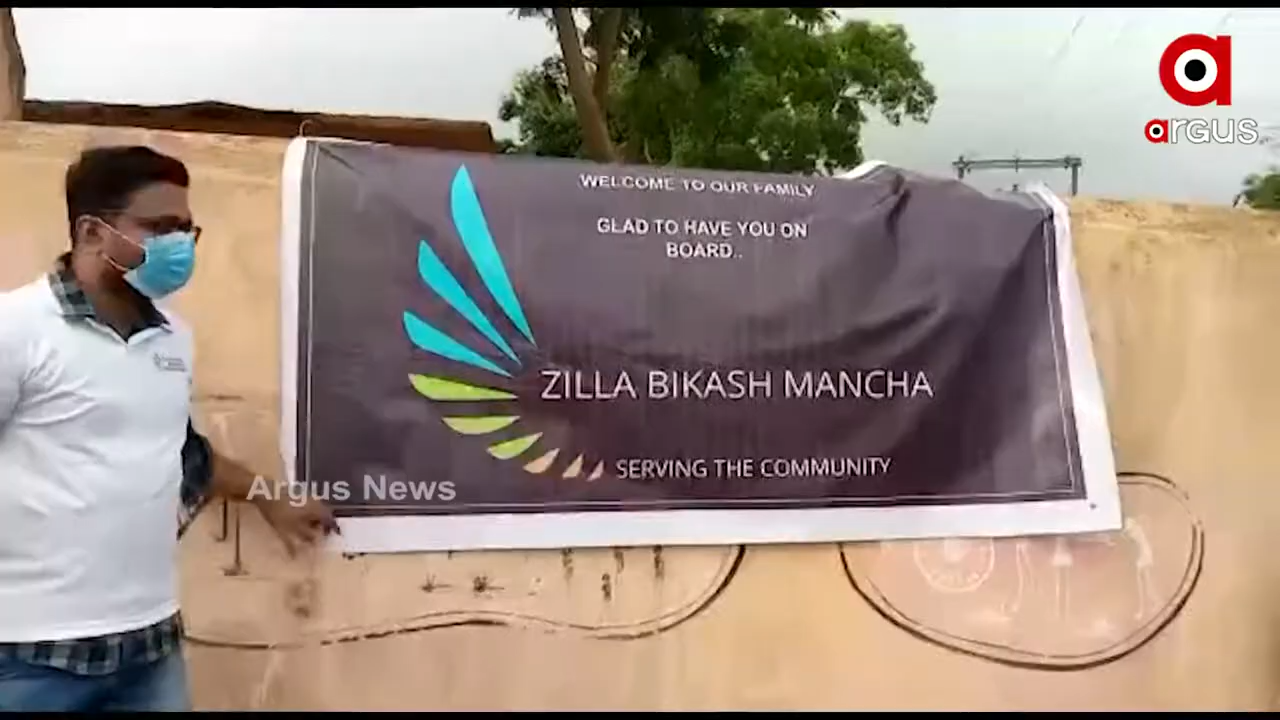 argus
WELCOME TO OUR FAMILY
GLAD TO HAVE YOU ON
BOARD..
ZILLA BIKASH MANCHA
SERVING THE COMMUNITY
Argus News